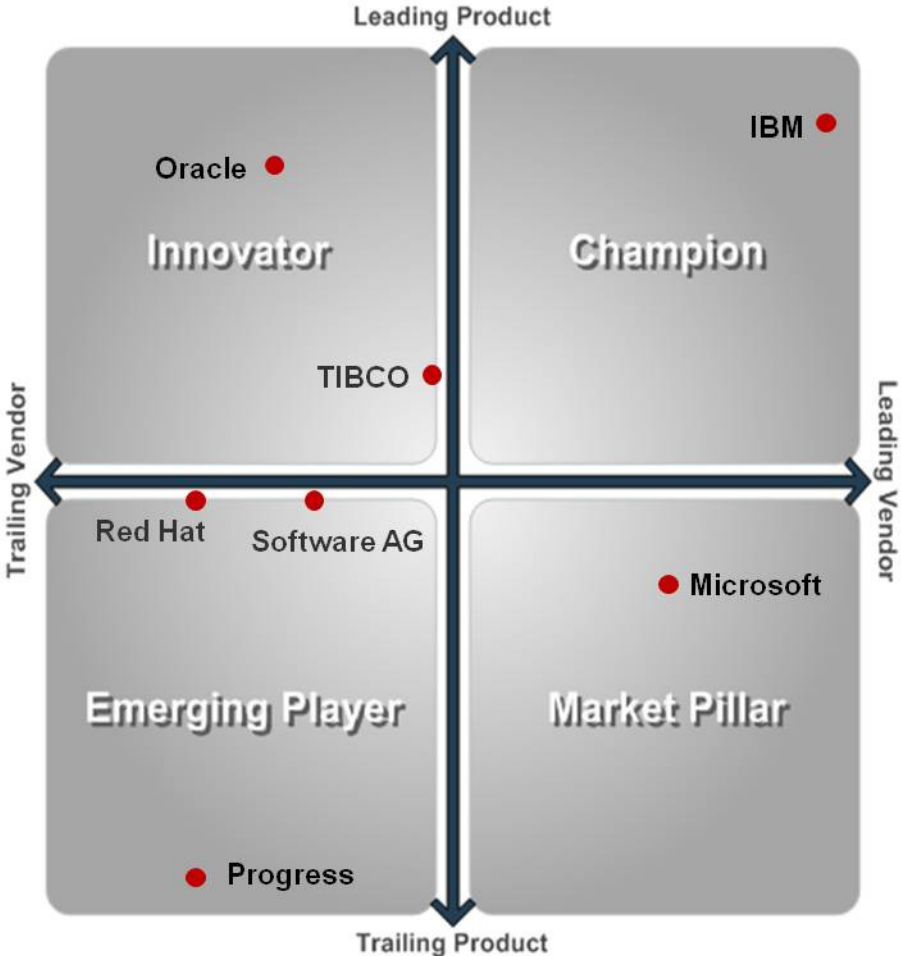 Leading Product
IBM
Oracle
Innovator
Champion
TIBCO
Trailing Vendor
Leading Vendor
Red Hat
Software AG
Microsoft
Emerging Player
Market Pillar
Progress
Trailing Product